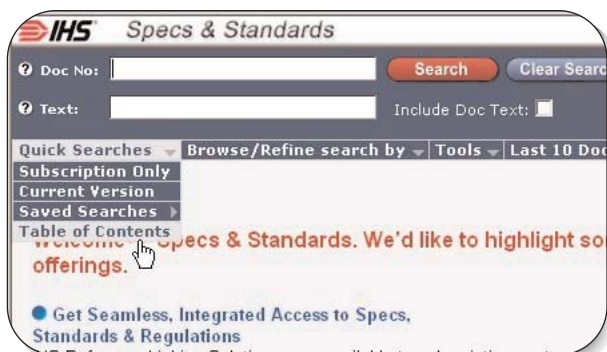 IHS Specs & Standards
? Doc No: Search Clear Searc
? Text: Include Doc Text:
Quick Searches Browse/Refine search by Tools Last 10 Doc
Subscription Only
Current Version
Saved Searches
Table of Contents
Specs & Standards. We'd like to highlight so
offerings.
Get Seamless, Integrated Access to Specs,
Standards & Regulations